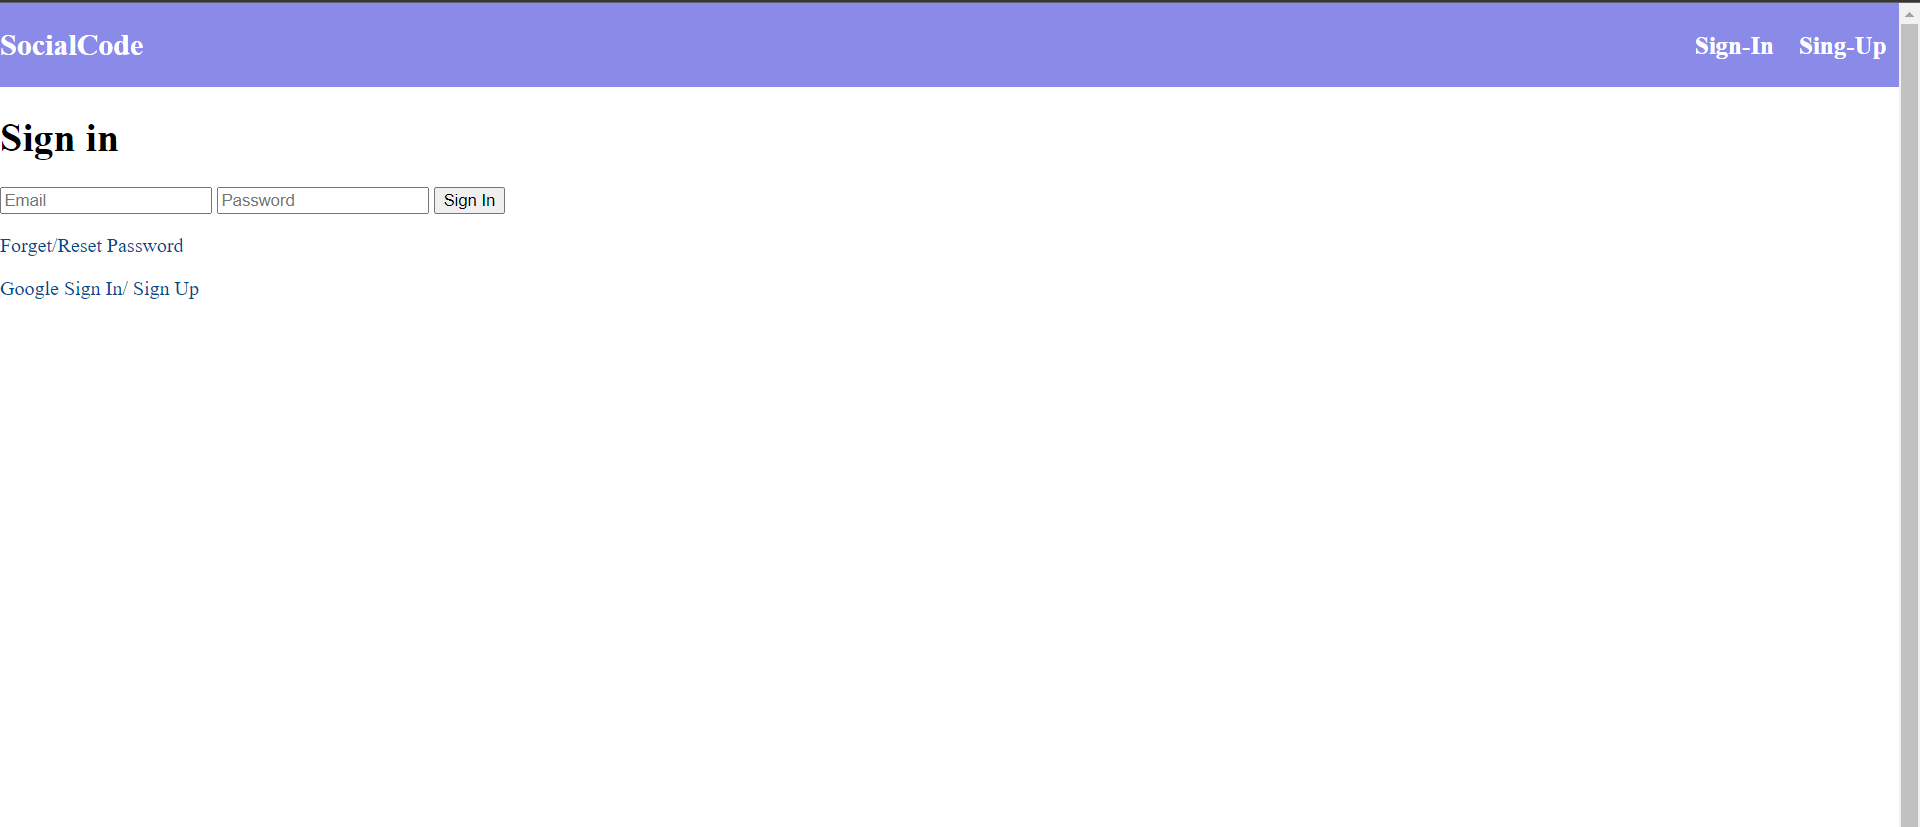 SocialCode Sign-In Sing-Up
Sign in
Email Password Sign In
Forget/Reset Password
Google Sign In/ Sign Up